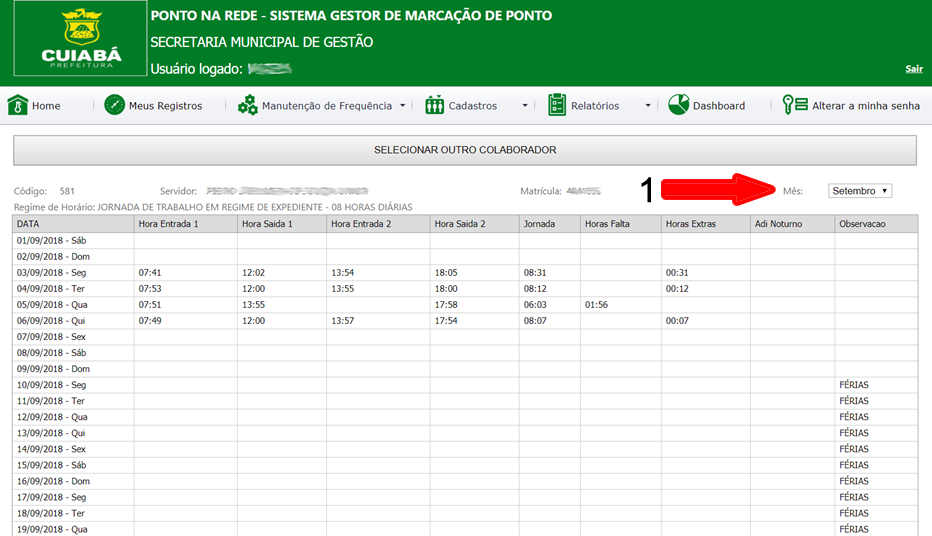 CUIABÁ
PREFEITURA
PONTO NA REDE - SISTEMA GESTOR DE MARCAÇÃO DE PONTO
SECRETARIA MUNICIPAL DE GESTÃO
Usuário logado:
Sair
Home Meus Registros Manutenção de Frequência Cadastros Relatórios Dashboard Alterar a minha senha
SELECIONAR OUTRO COLABORADOR
Código: 581 Servidor: Matrícula: 1 Mês: Setembro
Regime de Horário: JORNADA DE TRABALHO EM REGIME DE EXPEDIENTE - 08 HORAS DIÁRIAS
DATA Hora Entrada 1 Hora Saida 1 Hora Entrada 2 Hora Saida 2 Jornada Horas Falta Horas Extras Adi Noturno Observacao
01/09/2018 - Sáb
02/09/2018 - Dom
03/09/2018 - Seg 07:41 12:02 13:54 18:05 08:31 00:31
04/09/2018 - Ter 07:53 12:00 13:55 18:00 08:12 00:12
05/09/2018 - Qua 07:51 13:55 17:58 06:03 01:56
06/09/2018 - Qui 07:49 12:00 13:57 17:54 08:07 00:07
07/09/2018 - Sex
08/09/2018 - Sáb
09/09/2018 - Dom
10/09/2018 - Seg FÉRIAS
11/09/2018 - Ter FÉRIAS
12/09/2018 - Qua FÉRIAS
13/09/2018 - Qui FÉRIAS
14/09/2018 - Sex FÉRIAS
15/09/2018 - Sáb FÉRIAS
16/09/2018 - Dom FÉRIAS
17/09/2018 - Seg FÉRIAS
18/09/2018 - Ter FÉRIAS
19/09/2018 - Qua FÉRIAS